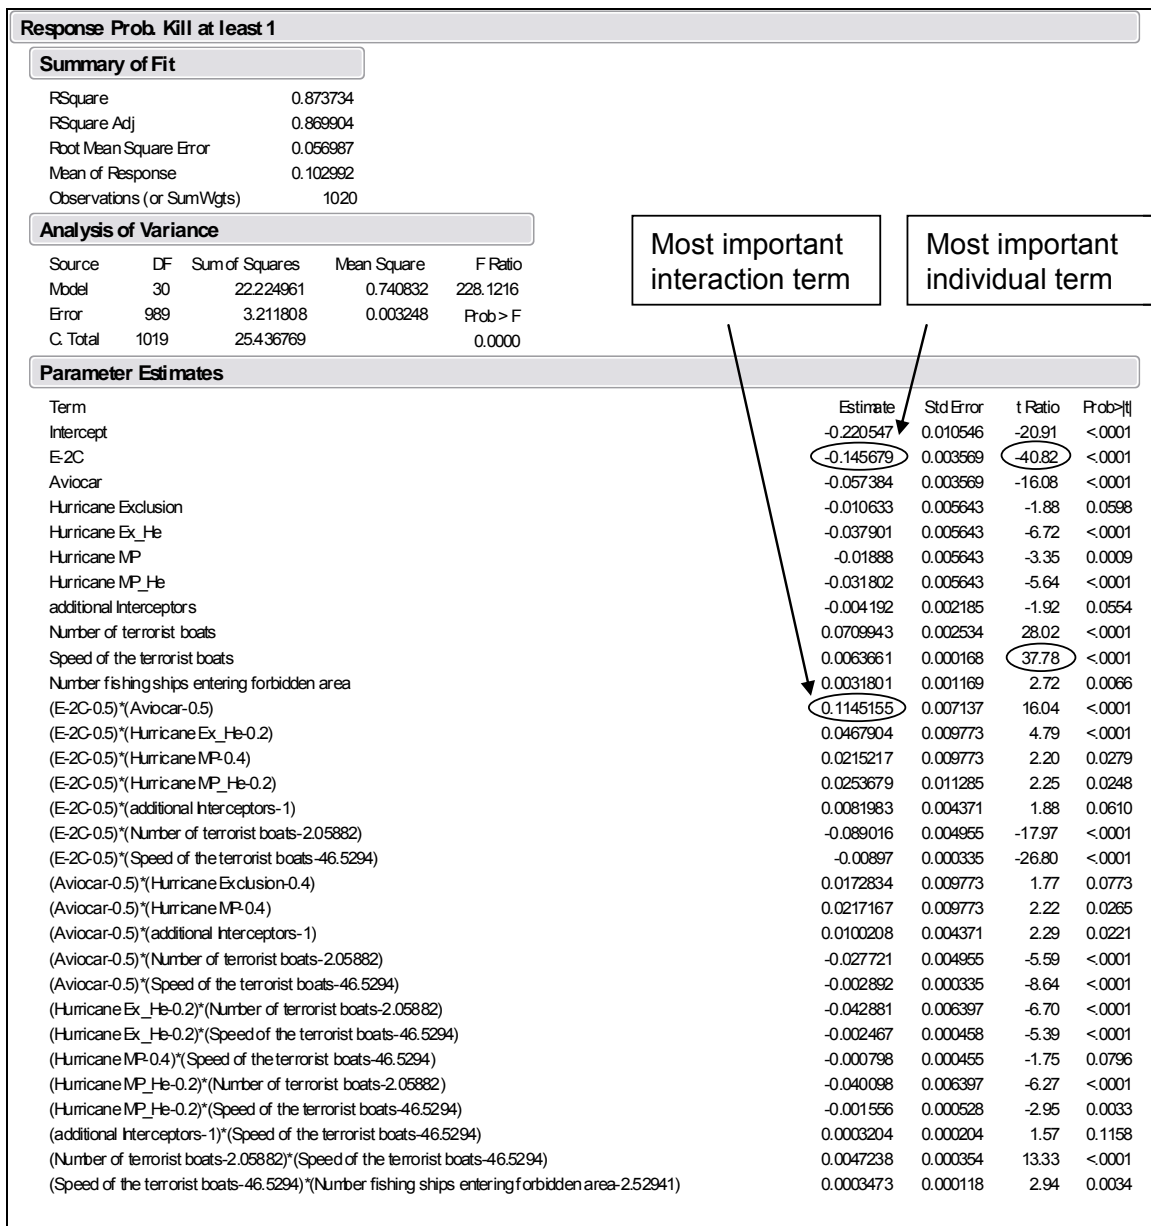 Response Prob. Kill at least 1
Summary of Fit
RSquare 0.873734
RSquare Adj 0.869904
Root Mean Square Error 0.056987
Mean of Response 0.102992
Observations (or Sum Wgts) 1020
Most important interaction term
Most important individual term
Analysis of Variance
Source DF Sum of Squares Mean Square F Ratio
Model 30 22.224961 0.740832 228.1216
Error 989 3.211808 0.003248 Prob > F
C. Total 1019 25.436769 0.0000
Parameter Estimates
Term Estimate Std Error t Ratio Prob>|t|
Intercept -0.220547 0.010546 -20.91 <.0001
E-2C -0.145679 0.003569 -40.82 <.0001
Aviocar -0.057384 0.003569 -16.08 <.0001
Hurricane Exclusion -0.010633 0.005643 -1.88 0.0598
Hurricane Ex_He -0.037901 0.005643 -6.72 <.0001
Hurricane MP -0.01888 0.005643 -3.35 0.0009
Hurricane MP_He -0.031802 0.005643 -5.64 <.0001
additional Interceptors -0.004192 0.002185 -1.92 0.0554
Number of terrorist boats 0.0709943 0.002534 28.02 <.0001
Speed of the terrorist boats 0.0063661 0.000168 37.78 <.0001
Number fishing ships entering forbidden area 0.0031801 0.001169 2.72 0.0066
(E-2C-0.5)*(Aviocar-0.5) 0.1145155 0.007137 16.04 <.0001
(E-2C-0.5)*(Hurricane Ex_He-0.2) 0.0467904 0.009773 4.79 <.0001
(E-2C-0.5)*(Hurricane MP-0.4) 0.0215217 0.009773 2.20 0.0279
(E-2C-0.5)*(Hurricane MP_He-0.2) 0.0253679 0.011285 2.25 0.0248
(E-2C-0.5)*(additional Interceptors-1) 0.0081983 0.004371 1.88 0.0610
(E-2C-0.5)*(Number of terrorist boats-2.05882) -0.089016 0.004955 -17.97 <.0001
(E-2C-0.5)*(Speed of the terrorist boats-46.5294) -0.00897 0.000335 -26.80 <.0001
(Aviocar-0.5)*(Hurricane Exclusion-0.4) 0.0172834 0.009773 1.77 0.0773
(Aviocar-0.5)*(Hurricane MP-0.4) 0.0217167 0.009773 2.22 0.0265
(Aviocar-0.5)*(additional Interceptors-1) 0.0100208 0.004371 2.29 0.0221
(Aviocar-0.5)*(Number of terrorist boats-2.05882) -0.027721 0.004955 -5.59 <.0001
(Aviocar-0.5)*(Speed of the terrorist boats-46.5294) -0.002892 0.000335 -8.64 <.0001
(Hurricane Ex_He-0.2)*(Number of terrorist boats-2.05882) -0.042881 0.006397 -6.70 <.0001
(Hurricane Ex_He-0.2)*(Speed of the terrorist boats-46.5294) -0.002467 0.000458 -5.39 <.0001
(Hurricane MP-0.4)*(Speed of the terrorist boats-46.5294) -0.000798 0.000455 -1.75 0.0796
(Hurricane MP_He-0.2)*(Number of terrorist boats-2.05882) -0.040098 0.006397 -6.27 <.0001
(Hurricane MP_He-0.2)*(Speed of the terrorist boats-46.5294) -0.001556 0.000528 -2.95 0.0033
(additional Interceptors-1)*(Speed of the terrorist boats-46.5294) 0.0003204 0.000204 1.57 0.1158
(Number of terrorist boats-2.05882)*(Speed of the terrorist boats-46.5294) 0.0047238 0.000354 13.33 <.0001
(Speed of the terrorist boats-46.5294)*(Number fishing ships entering forbidden area-2.52941) 0.0003473 0.000118 2.94 0.0034